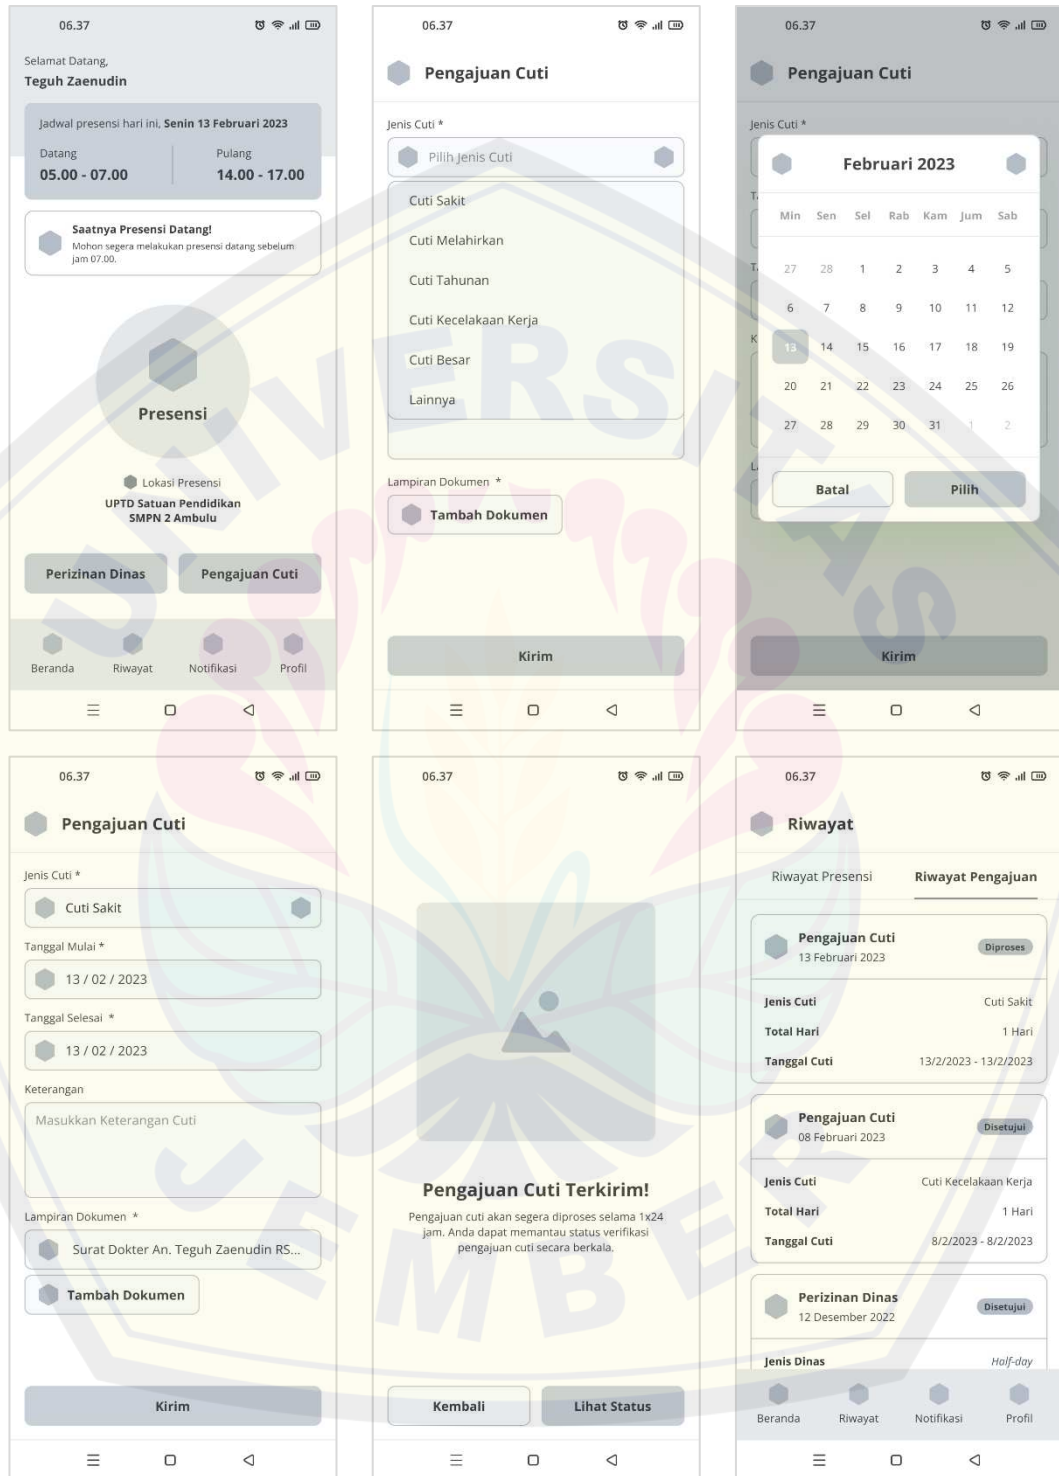 06.37
Selamat Datang,
Teguh Zaenudin
Jadwal presensi hari ini, Senin 13 Februari 2023
Datang Pulang
05.00 - 07.00 14.00 - 17.00
Saatnya Presensi Datang!
Mohon segera melakukan presensi datang sebelum
jam 07.00.
Presensi
Lokasi Presensi
UPTD Satuan Pendidikan
SMPN 2 Ambulu
Perizinan Dinas Pengajuan Cuti
Beranda Riwayat Notifikasi Profil
06.37
Pengajuan Cuti
Jenis Cuti *
Pilih Jenis Cuti
Cuti Sakit
Cuti Melahirkan
Cuti Tahunan
Cuti Kecelakaan Kerja
Cuti Besar
Lainnya
Lampiran Dokumen *
Tambah Dokumen
Kirim
06.37
Pengajuan Cuti
Jenis Cuti *
Februari 2023
Min Sen Sel Rab Kam Jum Sab
27 28 1 2 3 4 5
6 7 8 9 10 11 12
13 14 15 16 17 18 19
20 21 22 23 24 25 26
27 28 29 30 31 1 2
Batal Pilih
Kirim
06.37
Pengajuan Cuti
Jenis Cuti *
Cuti Sakit
Tanggal Mulai *
13 / 02 / 2023
Tanggal Selesai *
13 / 02 / 2023
Keterangan
Masukkan Keterangan Cuti
Lampiran Dokumen *
Surat Dokter An. Teguh Zaenudin RS...
Tambah Dokumen
Kirim
06.37
Pengajuan Cuti Terkirim!
Pengajuan cuti akan segera diproses selama 1x24
jam. Anda dapat memantau status verifikasi
pengajuan cuti secara berkala.
Kembali Lihat Status
06.37
Riwayat
Riwayat Presensi Riwayat Pengajuan
Pengajuan Cuti Diproses
13 Februari 2023
Jenis Cuti Cuti Sakit
Total Hari 1 Hari
Tanggal Cuti 13/2/2023 - 13/2/2023
Pengajuan Cuti Disetujui
08 Februari 2023
Jenis Cuti Cuti Kecelakaan Kerja
Total Hari 1 Hari
Tanggal Cuti 8/2/2023 - 8/2/2023
Perizinan Dinas Disetujui
12 Desember 2022
Jenis Dinas Half-day
Beranda Riwayat Notifikasi Profil
UNIVERSITAS
JEMBER